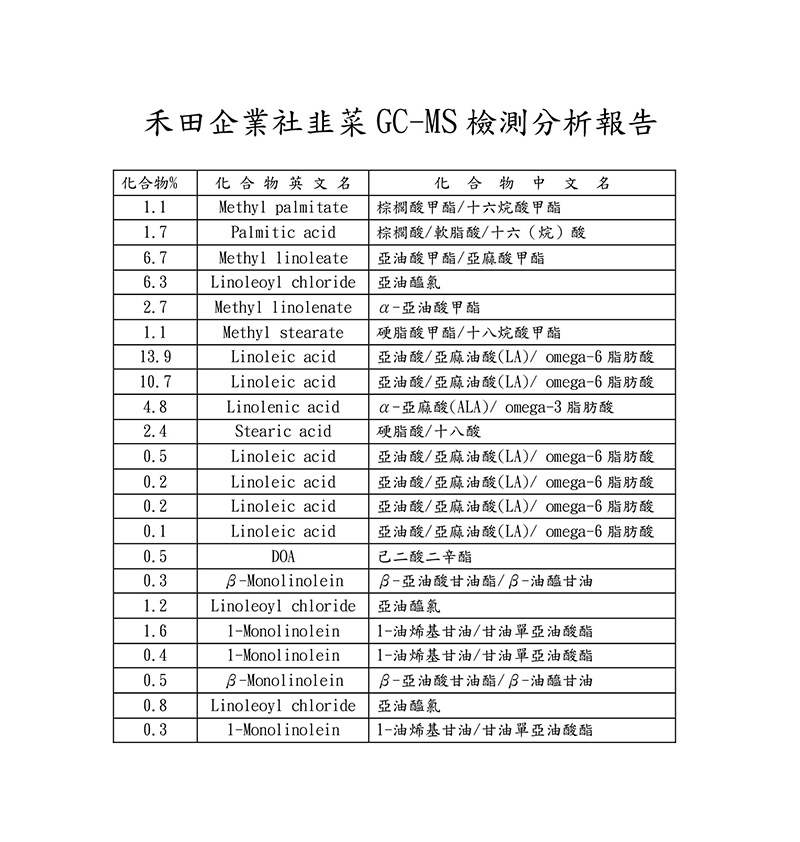 禾田企業社韭菜 GC-MS 檢測分析報告
化合物% 化合物英文名 化合物中文名
1.1 Methyl palmitate 棕櫚酸甲酯/十六烷酸甲酯
1.7 Palmitic acid 棕櫚酸/軟脂酸/十六（烷）酸
6.7 Methyl linoleate 亞油酸甲酯/亞麻酸甲酯
6.3 Linoleoyl chloride 亞油醯氯
2.7 Methyl linolenate α-亞油酸甲酯
1.1 Methyl stearate 硬脂酸甲酯/十八烷酸甲酯
13.9 Linoleic acid 亞油酸/亞麻油酸(LA)/ omega-6 脂肪酸
10.7 Linoleic acid 亞油酸/亞麻油酸(LA)/ omega-6 脂肪酸
4.8 Linolenic acid α-亞麻酸(ALA)/ omega-3 脂肪酸
2.4 Stearic acid 硬脂酸/十八酸
0.5 Linoleic acid 亞油酸/亞麻油酸(LA)/ omega-6 脂肪酸
0.2 Linoleic acid 亞油酸/亞麻油酸(LA)/ omega-6 脂肪酸
0.2 Linoleic acid 亞油酸/亞麻油酸(LA)/ omega-6 脂肪酸
0.1 Linoleic acid 亞油酸/亞麻油酸(LA)/ omega-6 脂肪酸
0.5 DOA 己二酸二辛酯
0.3 β-Monolinolein β-亞油酸甘油酯/β-油醯甘油
1.2 Linoleoyl chloride 亞油醯氯
1.6 1-Monolinolein 1-油烯基甘油/甘油單亞油酸酯
0.4 1-Monolinolein 1-油烯基甘油/甘油單亞油酸酯
0.5 β-Monolinolein β-亞油酸甘油酯/β-油醯甘油
0.8 Linoleoyl chloride 亞油醯氯
0.3 1-Monolinolein 1-油烯基甘油/甘油單亞油酸酯